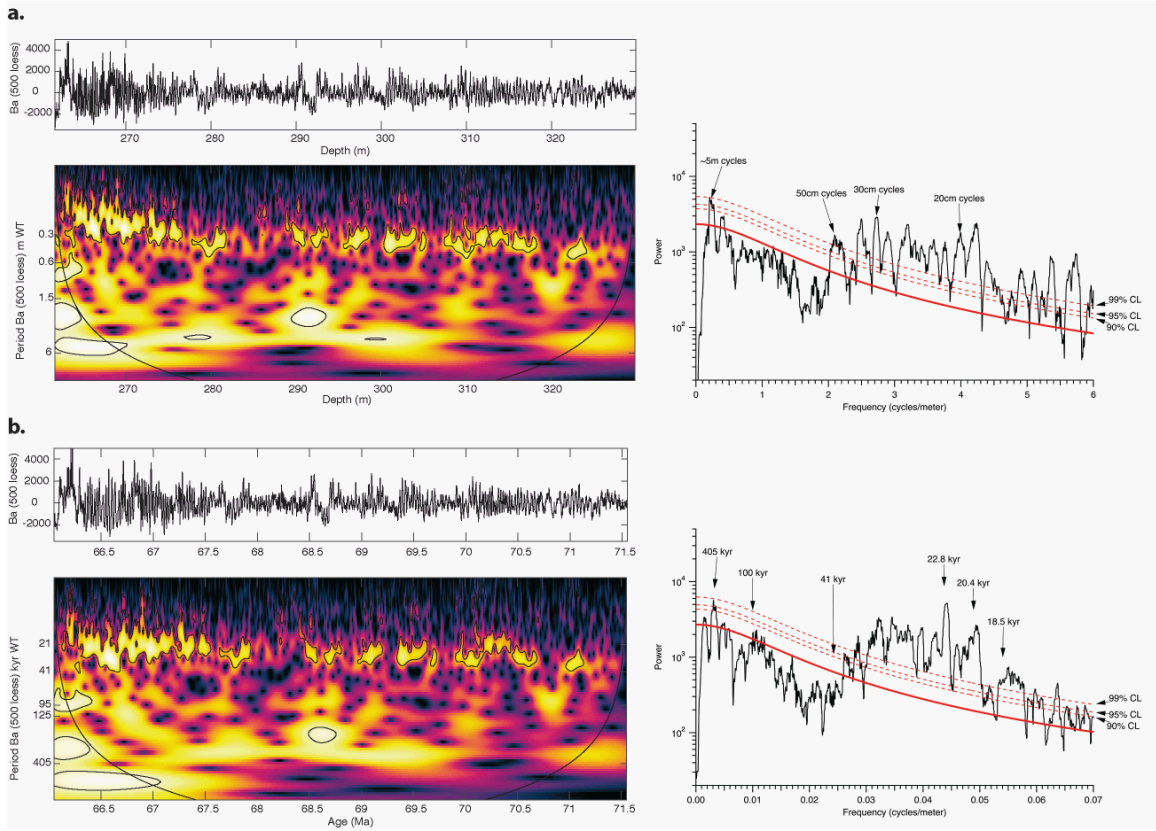 a.
Ba (500 loess)
4000
2000
0
-2000
270 280 290 300 310 320
Depth (m)
Period Ba (500 loess) m WT
0.3
0.6
1.5
6
270 280 290 300 310 320
Depth (m)
Power
10⁴
10³
10²
~5m cycles
50cm cycles
30cm cycles
20cm cycles
99% CL
95% CL
90% CL
0 1 2 3 4 5 6
Frequency (cycles/meter)
b.
Ba (500 loess)
4000
2000
0
-2000
66.5 67 67.5 68 68.5 69 69.5 70 70.5 71 71.5
Period Ba (500 loess) kyr WT
21
41
95
125
405
66.5 67 67.5 68 68.5 69 69.5 70 70.5 71 71.5
Age (Ma)
Power
10⁴
10³
10²
405 kyr
100 kyr
41 kyr
22.8 kyr
20.4 kyr
18.5 kyr
99% CL
95% CL
90% CL
0.00 0.01 0.02 0.03 0.04 0.05 0.06 0.07
Frequency (cycles/meter)